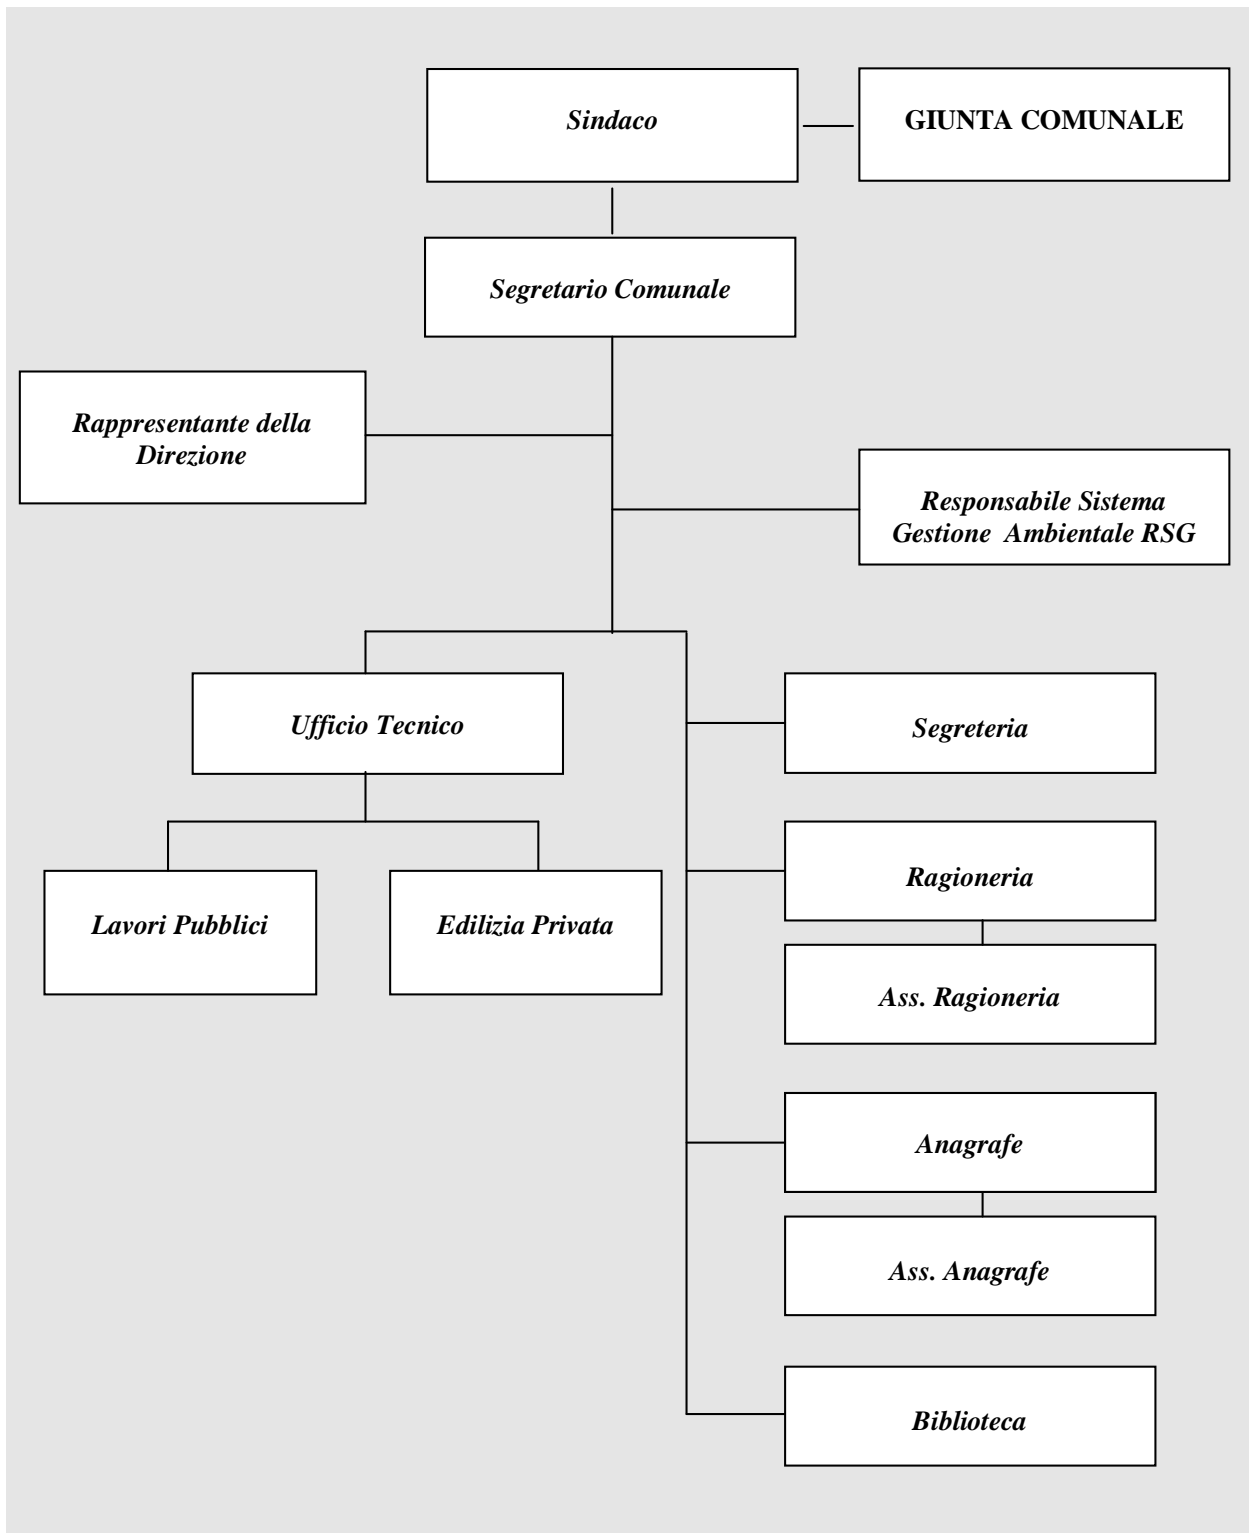 Sindaco
GIUNTA COMUNALE
Segretario Comunale
Rappresentante della
Direzione
Responsabile Sistema
Gestione  Ambientale RSG
Ufficio Tecnico
Segreteria
Lavori Pubblici
Edilizia Privata
Ragioneria
Ass. Ragioneria
Anagrafe
Ass. Anagrafe
Biblioteca